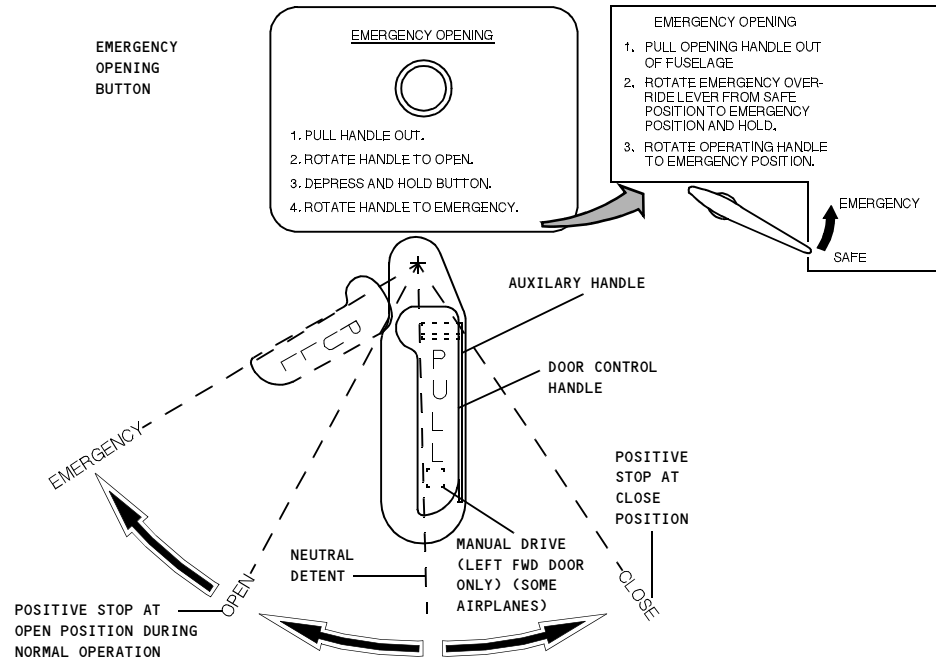 EMERGENCY
OPENING
BUTTON
EMERGENCY OPENING
1. PULL HANDLE OUT.
2. ROTATE HANDLE TO OPEN.
3. DEPRESS AND HOLD BUTTON.
4. ROTATE HANDLE TO EMERGENCY.
EMERGENCY OPENING
1. PULL OPENING HANDLE OUT
OF FUSELAGE
2. ROTATE EMERGENCY OVER-
RIDE LEVER FROM SAFE
POSITION TO EMERGENCY
POSITION AND HOLD.
3. ROTATE OPERATING HANDLE
TO EMERGENCY POSITION.
EMERGENCY
SAFE
AUXILARY HANDLE
PULL
PULL
DOOR CONTROL
HANDLE
EMERGENCY
POSITIVE
STOP AT
CLOSE
POSITION
NEUTRAL
DETENT
MANUAL DRIVE
(LEFT FWD DOOR
ONLY) (SOME
AIRPLANES)
OPEN
CLOSE
POSITIVE STOP AT
OPEN POSITION DURING
NORMAL OPERATION